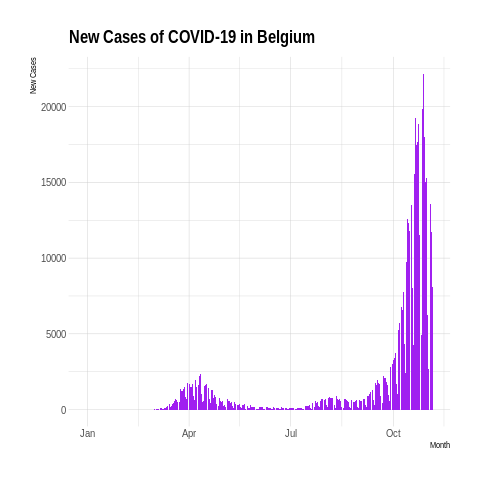 New Cases of COVID-19 in Belgium
New Cases
20000
15000
10000
5000
0
Jan Apr Jul Oct
Month